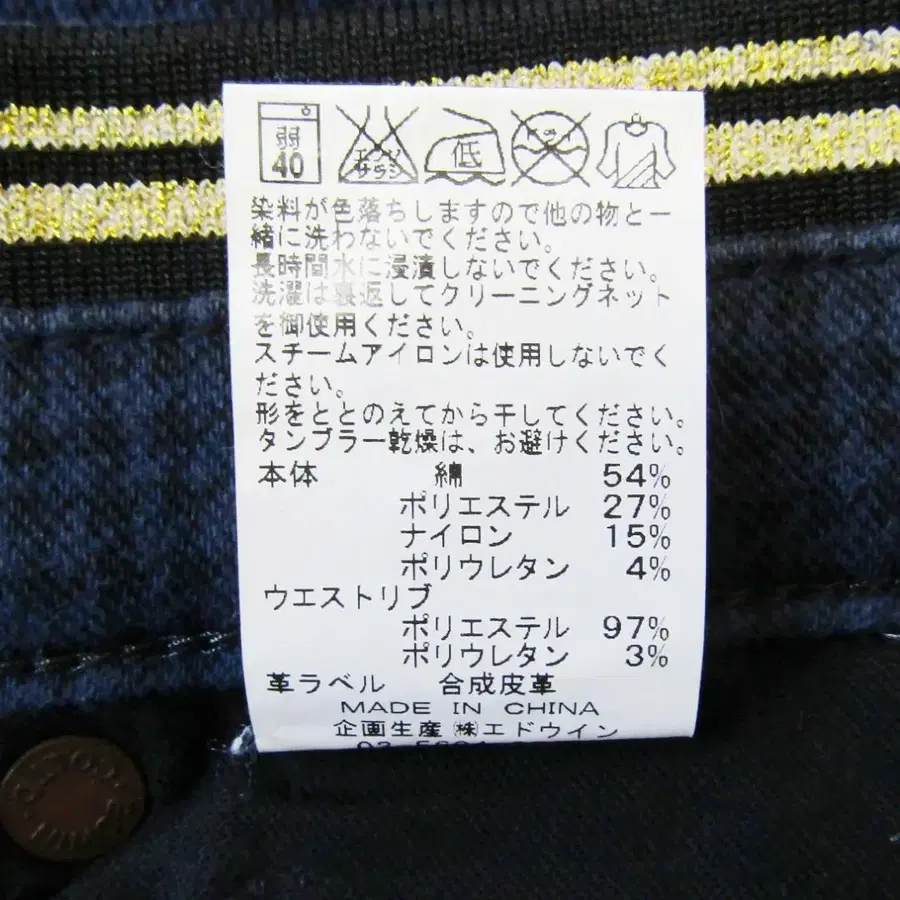 弱
40
エンソ
サラシ
低
染料が色落ちしますので他の物と一
緒に洗わないでください。
長時間水に浸漬しないでください。
洗濯は裏返してクリーニングネット
を御使用ください。
スチームアイロンは使用しないでく
ださい。
形をととのえてから干してください。
タンブラー乾燥は、お避けください。
本体 綿 54%
ポリエステル 27%
ナイロン 15%
ポリウレタン 4%
ウエストリブ
ポリエステル 97%
ポリウレタン 3%
革ラベル 合成皮革
MADE IN CHINA
企画生産㈱エドウイン